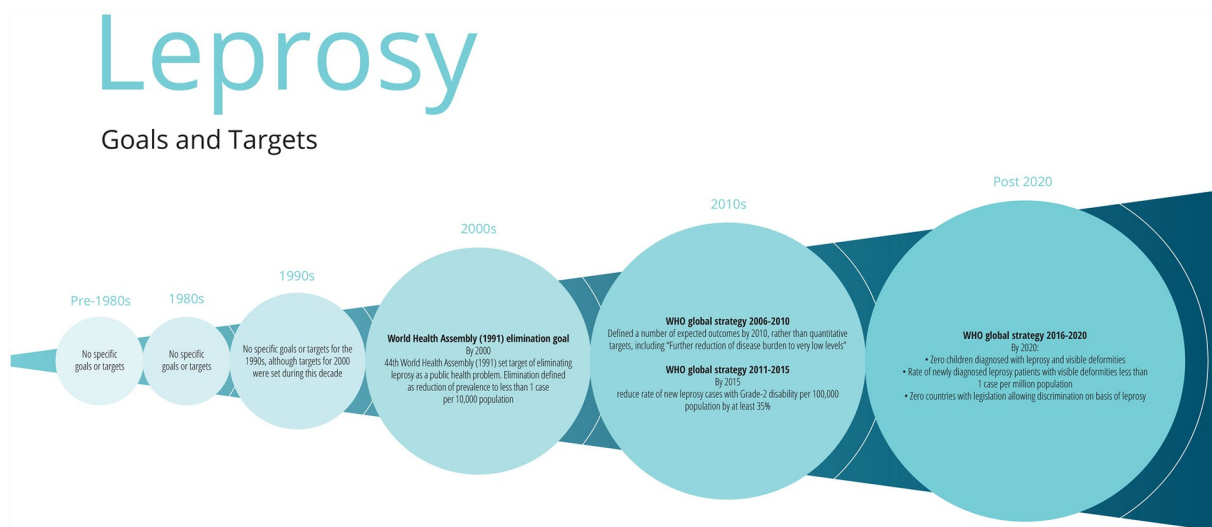 Leprosy
Goals and Targets
Pre-1980s
No specific
goals or targets
1980s
No specific
goals or targets
1990s
No specific goals or targets for the
1990s, although targets for 2000
were set during this decade
2000s
World Health Assembly (1991) elimination goal
By 2000
44th World Health Assembly (1991) set target of eliminating
leprosy as a public health problem. Elimination defined
as reduction of prevalence to less than 1 case
per 10,000 population
2010s
WHO global strategy 2006-2010
Defined a number of expected outcomes by 2010, rather than quantitative
targets, including “Further reduction of disease burden to very low levels”
WHO global strategy 2011-2015
By 2015
reduce rate of new leprosy cases with Grade-2 disability per 100,000
population by at least 35%
Post 2020
WHO global strategy 2016-2020
By 2020:
• Zero children diagnosed with leprosy and visible deformities
• Rate of newly diagnosed leprosy patients with visible deformities less than
1 case per million population
• Zero countries with legislation allowing discrimination on basis of leprosy